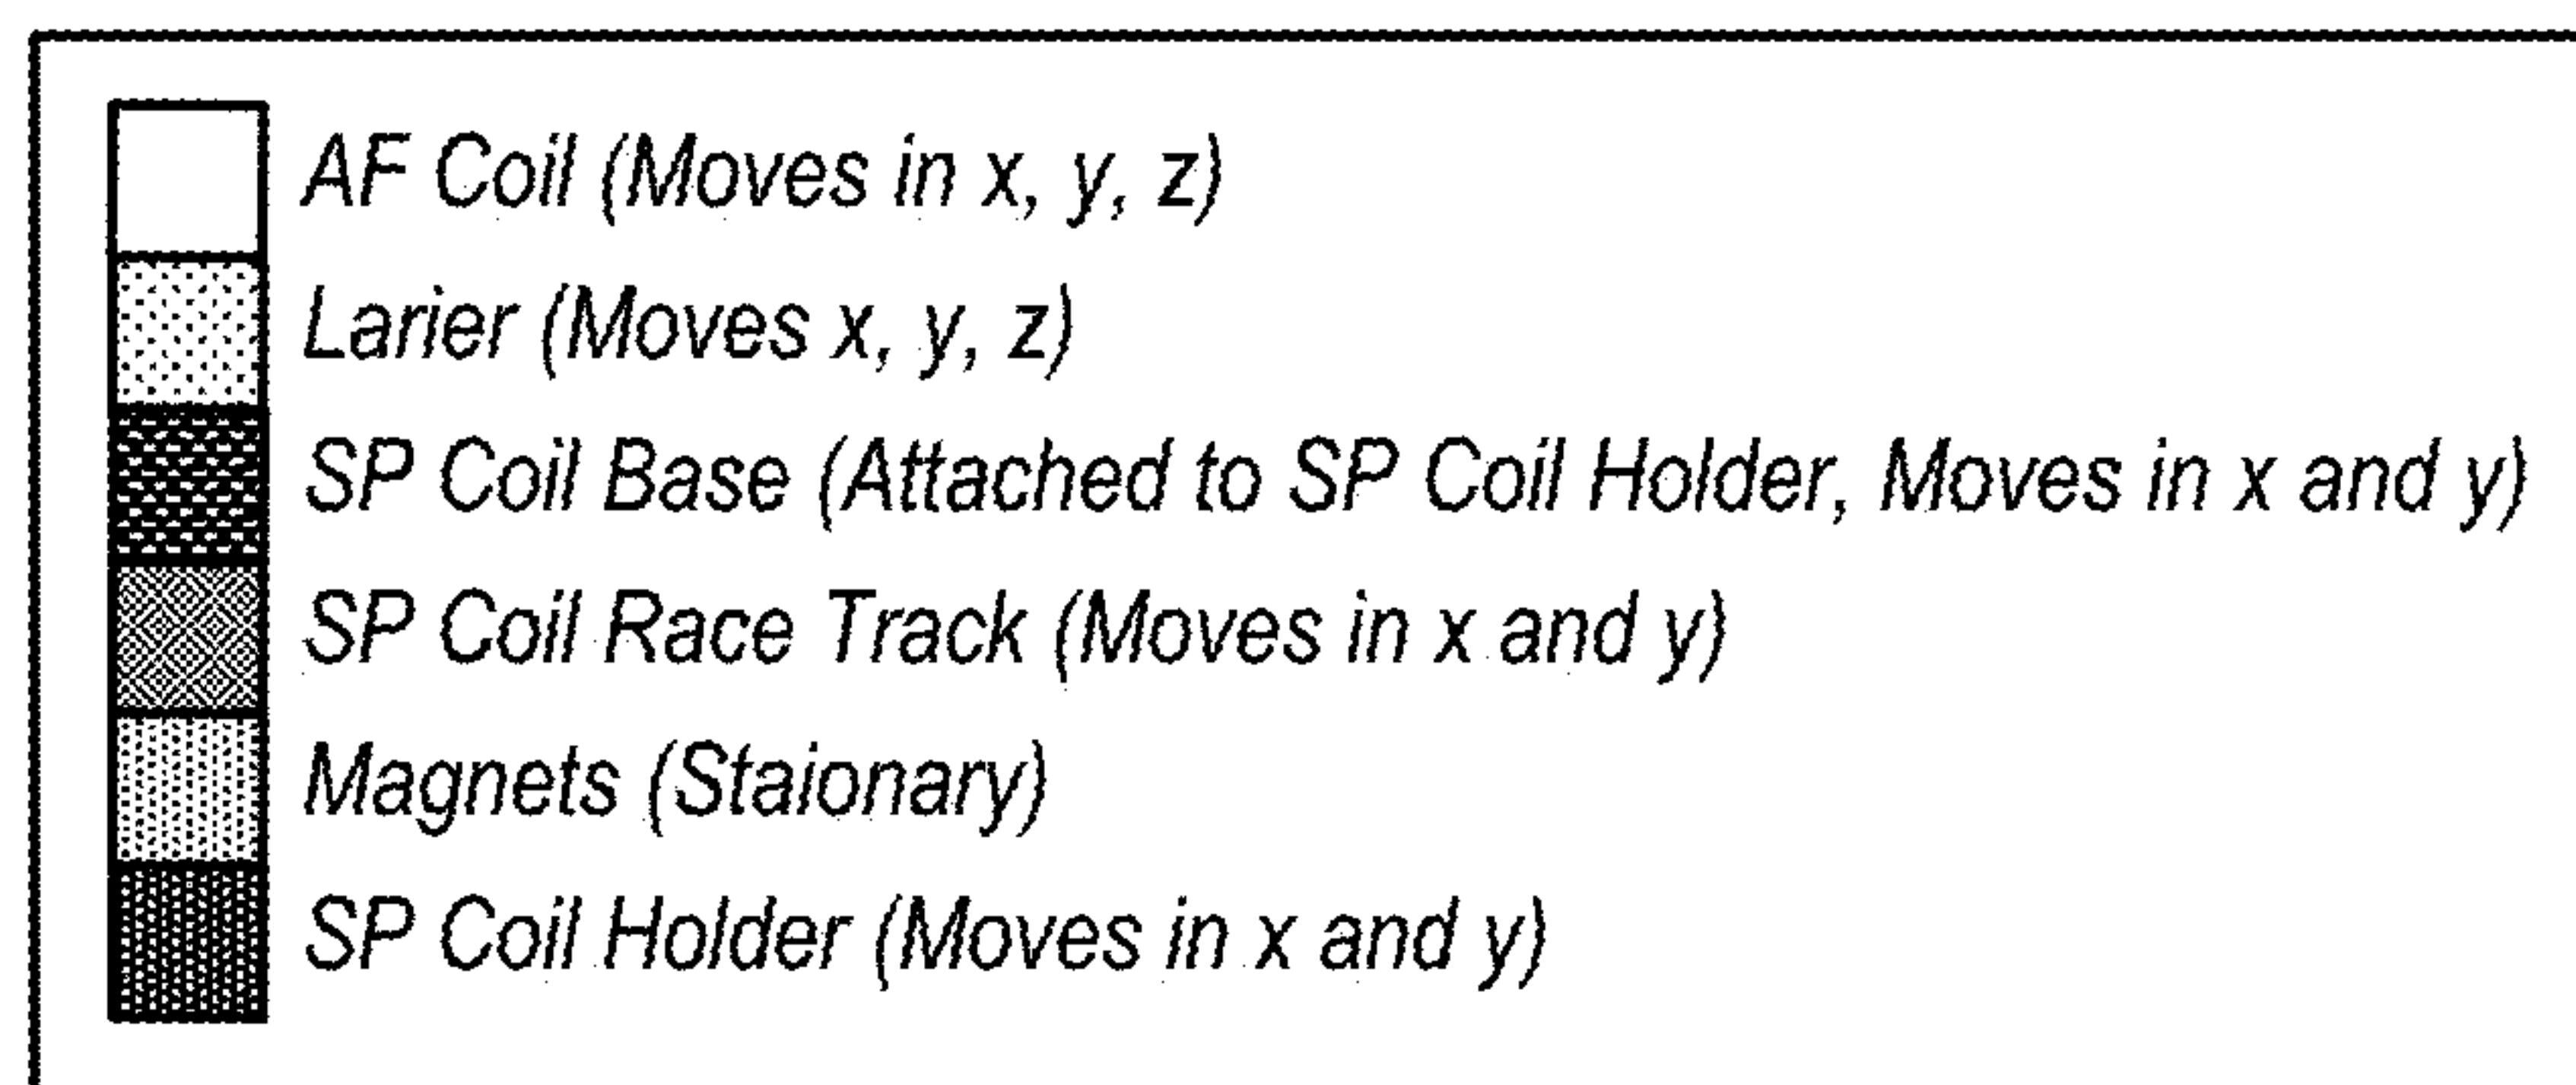 AF Coil (Moves in x, y, z)
Larier (Moves x, y, z)
SP Coil Base (Attached to SP Coil Holder, Moves in x and y)
SP Coil Race Track (Moves in x and y)
Magnets (Staionary)
SP Coil Holder (Moves in x and y)